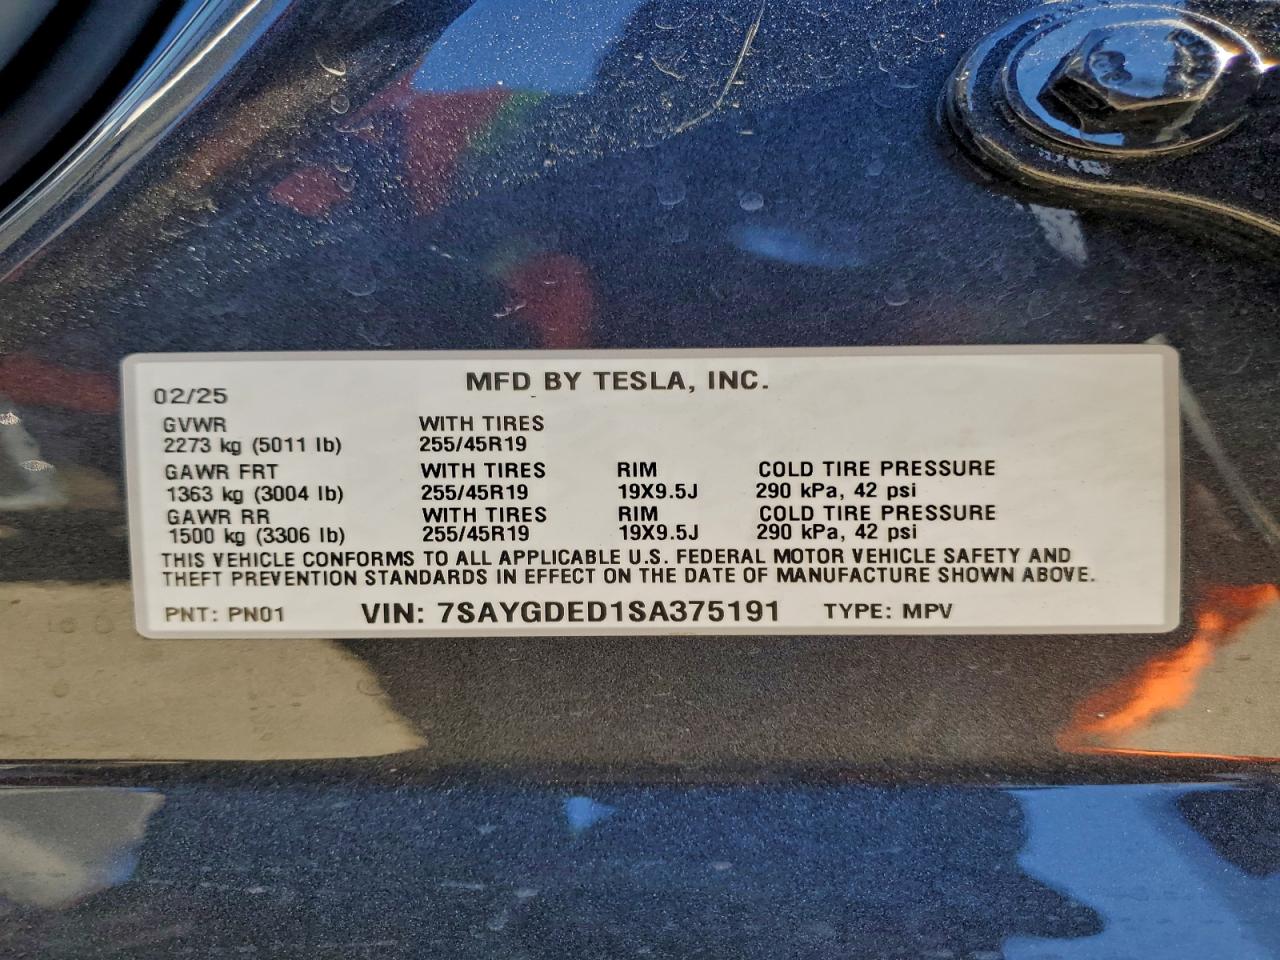 MFD BY TESLA, INC.
02/25
GVWR WITH TIRES
2273 kg (5011 lb) 255/45R19
GAWR FRT WITH TIRES RIM COLD TIRE PRESSURE
1363 kg (3004 lb) 255/45R19 19X9.5J 290 kPa, 42 psi
GAWR RR WITH TIRES RIM COLD TIRE PRESSURE
1500 kg (3306 lb) 255/45R19 19X9.5J 290 kPa, 42 psi
THIS VEHICLE CONFORMS TO ALL APPLICABLE U.S. FEDERAL MOTOR VEHICLE SAFETY AND
THEFT PREVENTION STANDARDS IN EFFECT ON THE DATE OF MANUFACTURE SHOWN ABOVE.
PNT: PN01 VIN: 7SAYGDED1SA375191 TYPE: MPV